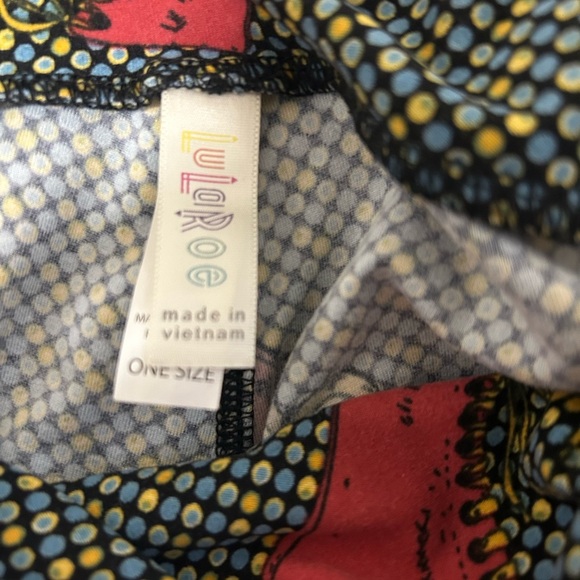 LuLaRoe
made in
vietnam
ONE SIZE